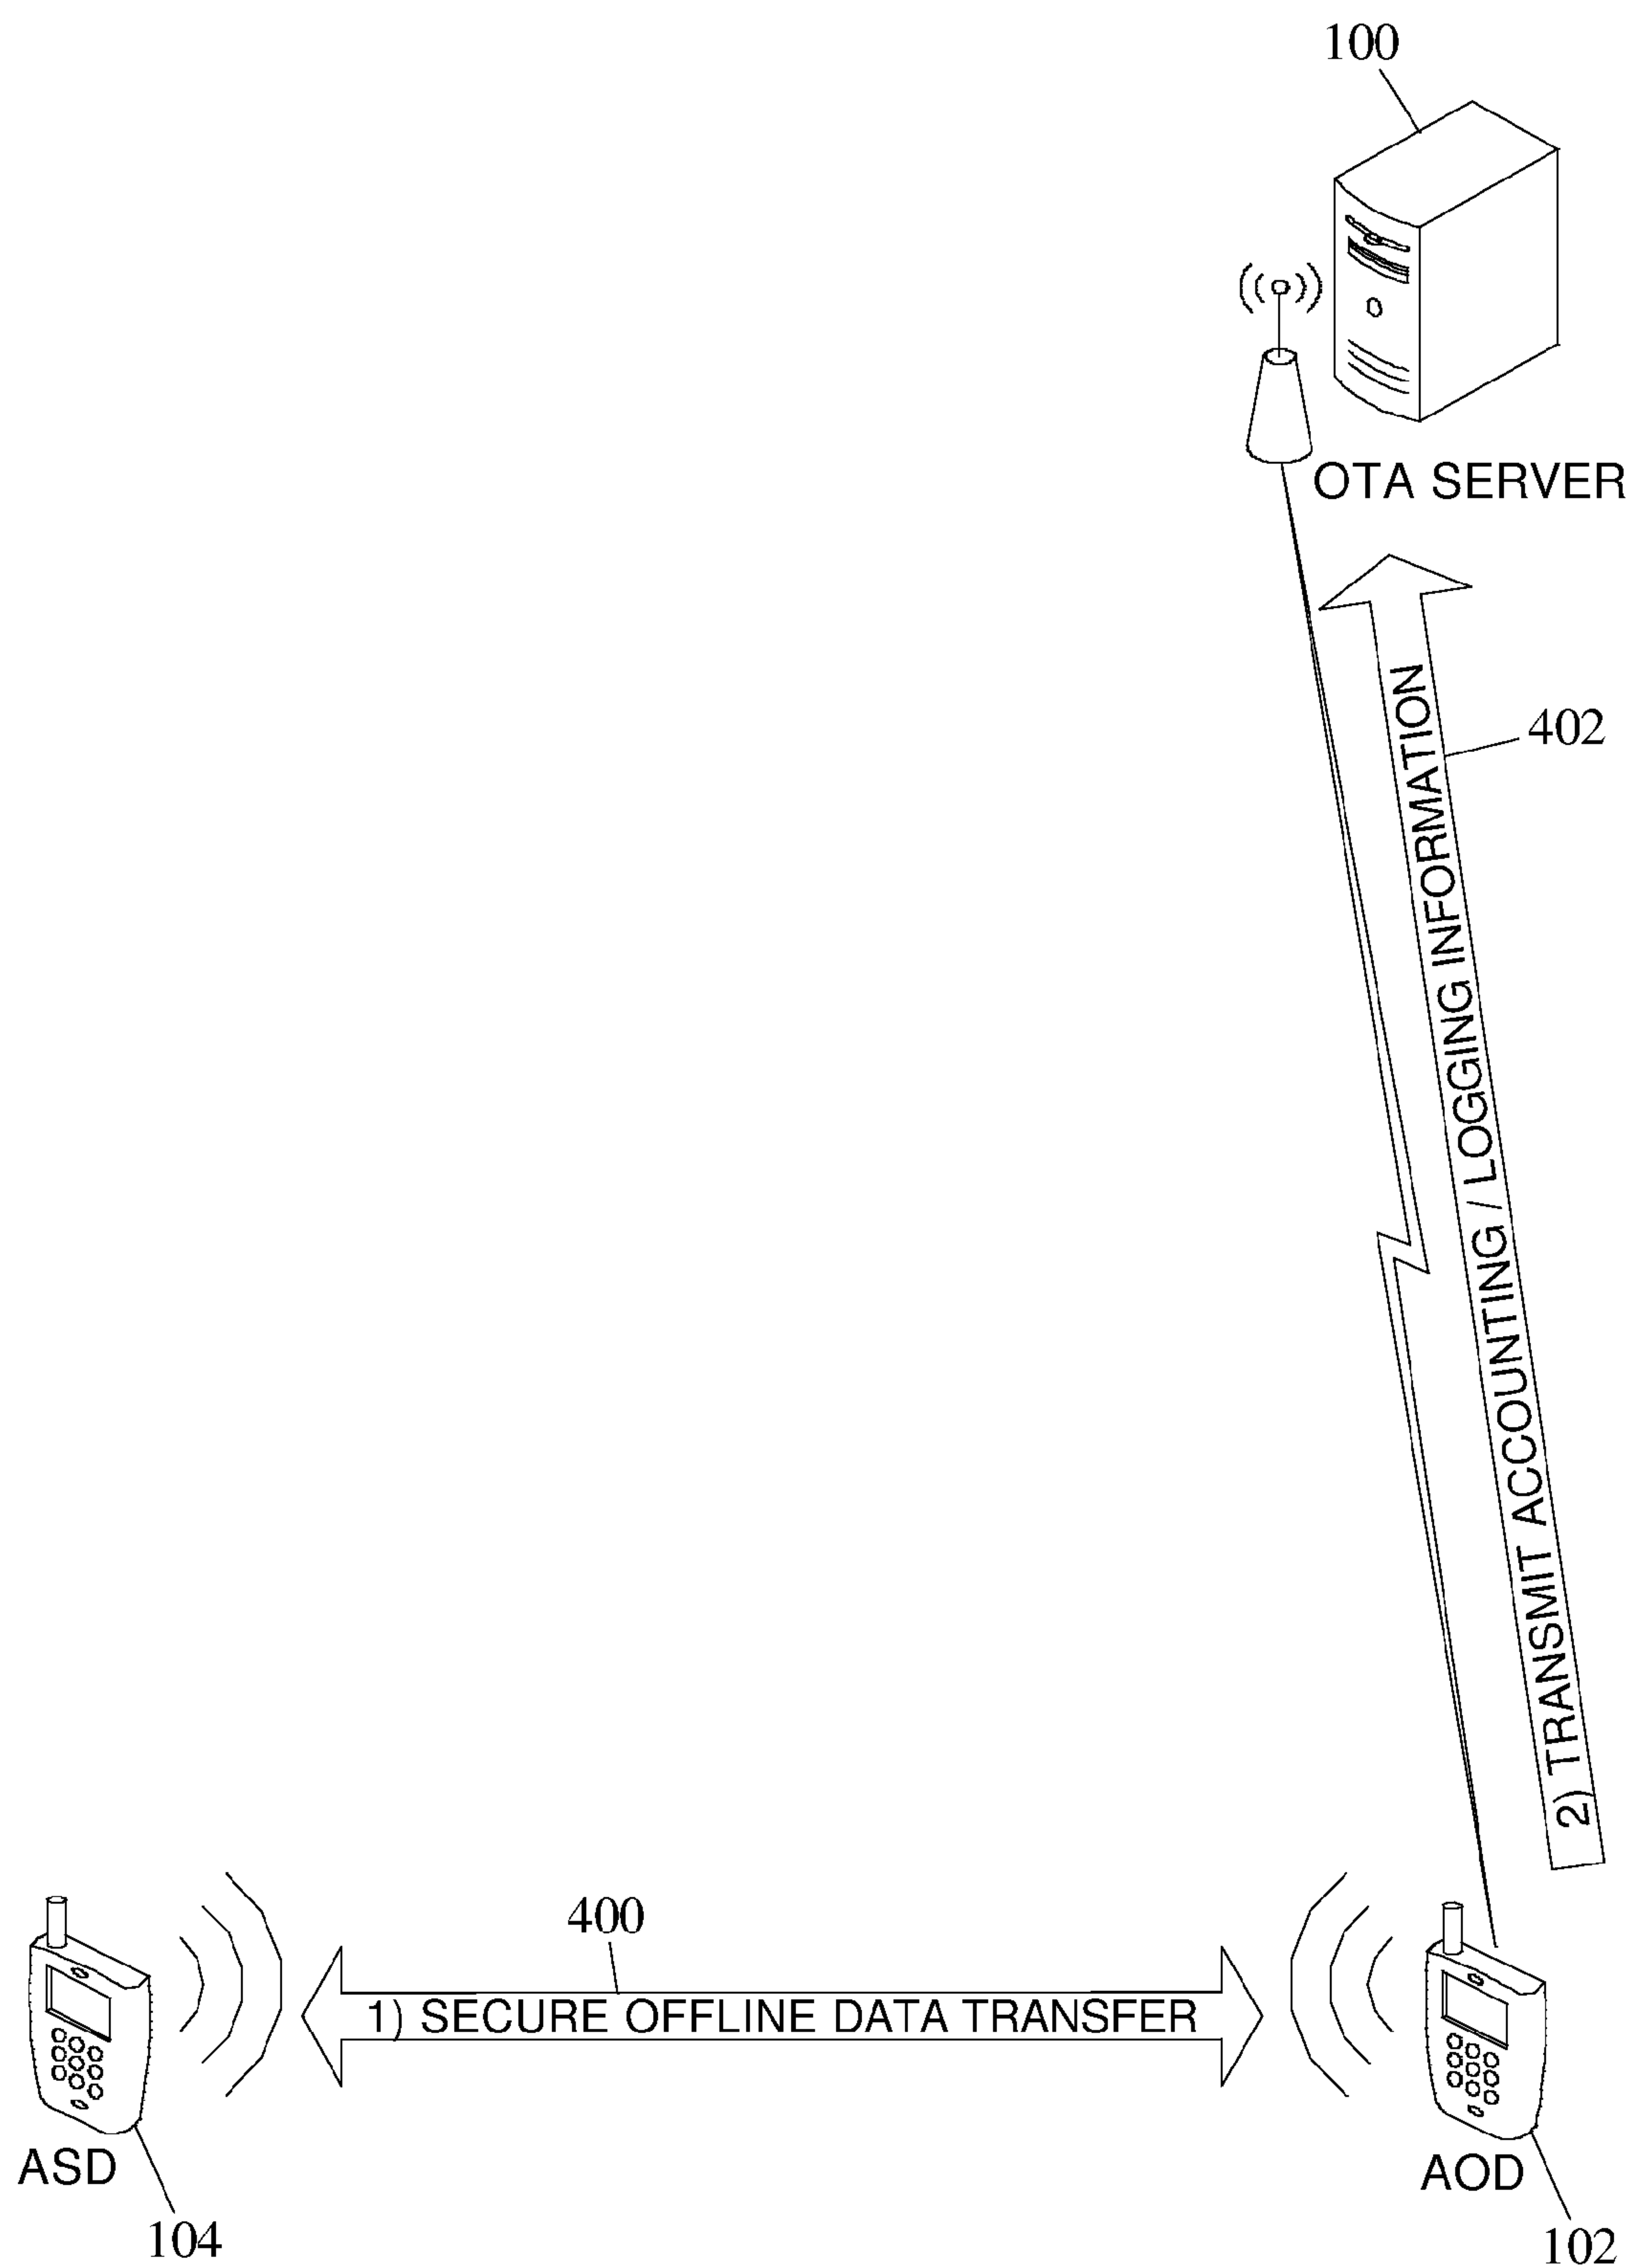 100
OTA SERVER
402
2) TRANSMIT ACCOUNTING / LOGGING INFORMATION
400
1) SECURE OFFLINE DATA TRANSFER
ASD
104
AOD
102